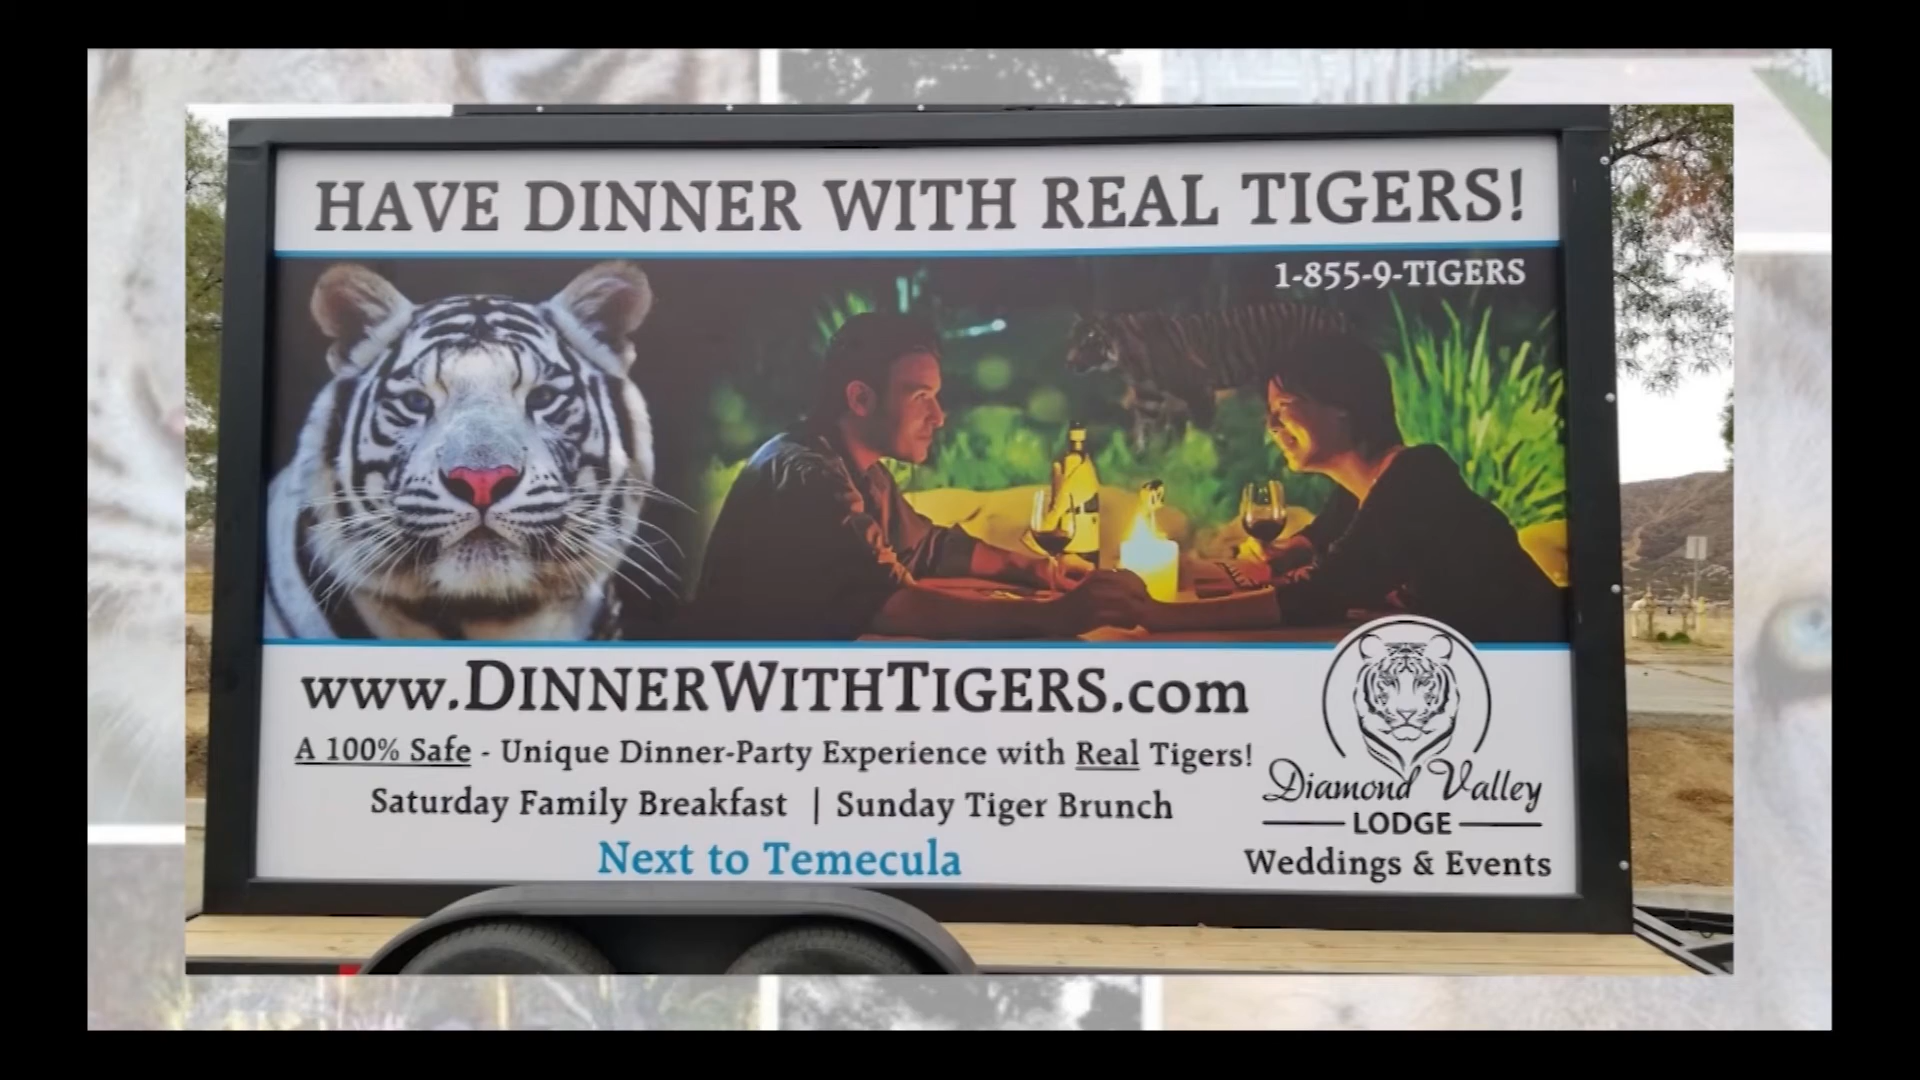 HAVE DINNER WITH REAL TIGERS!
1-855-9-TIGERS
www.DINNERWITHTIGERS.com
A 100% Safe - Unique Dinner-Party Experience with Real Tigers!
Saturday Family Breakfast | Sunday Tiger Brunch
Next to Temecula
Diamond Valley
LODGE
Weddings & Events